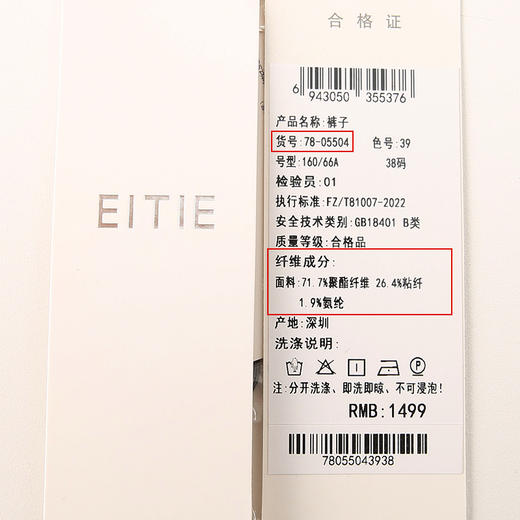 EITIE
合格证
6 943050 355376
产品名称:裤子
货号:78-05504 色号:39
号型:160/66A 38码
检验员:01
执行标准:FZ/T81007-2022
安全技术类别:GB18401 B类
质量等级:合格品
纤维成分:
面料:71.7%聚酯纤维 26.4%粘纤
1.9%氨纶
产地:深圳
洗涤说明:
注:分开洗涤、即洗即晾、不可浸泡!
RMB:1499
78055043938